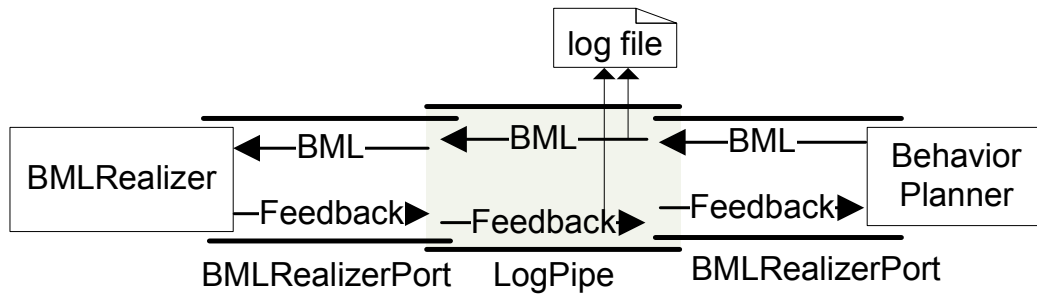 log file
BML
BML
BML
BMLRealizer
Behavior
Planner
Feedback
Feedback
Feedback
BMLRealizerPort
LogPipe
BMLRealizerPort